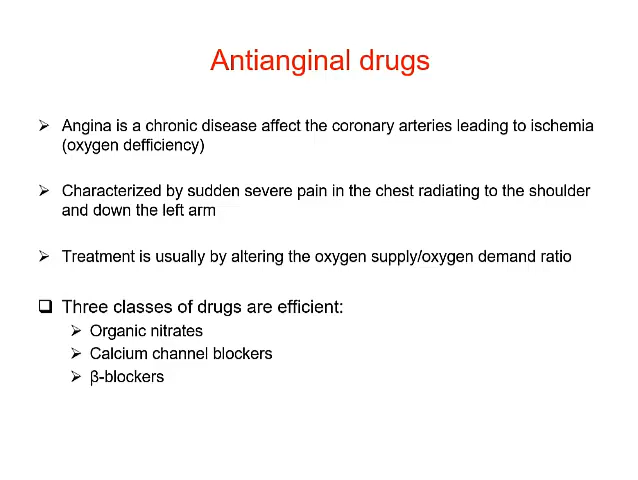 Antianginal drugs
Angina is a chronic disease affect the coronary arteries leading to ischemia
(oxygen defficiency)
Characterized by sudden severe pain in the chest radiating to the shoulder
and down the left arm
Treatment is usually by altering the oxygen supply/oxygen demand ratio
Three classes of drugs are efficient:
Organic nitrates
Calcium channel blockers
β-blockers